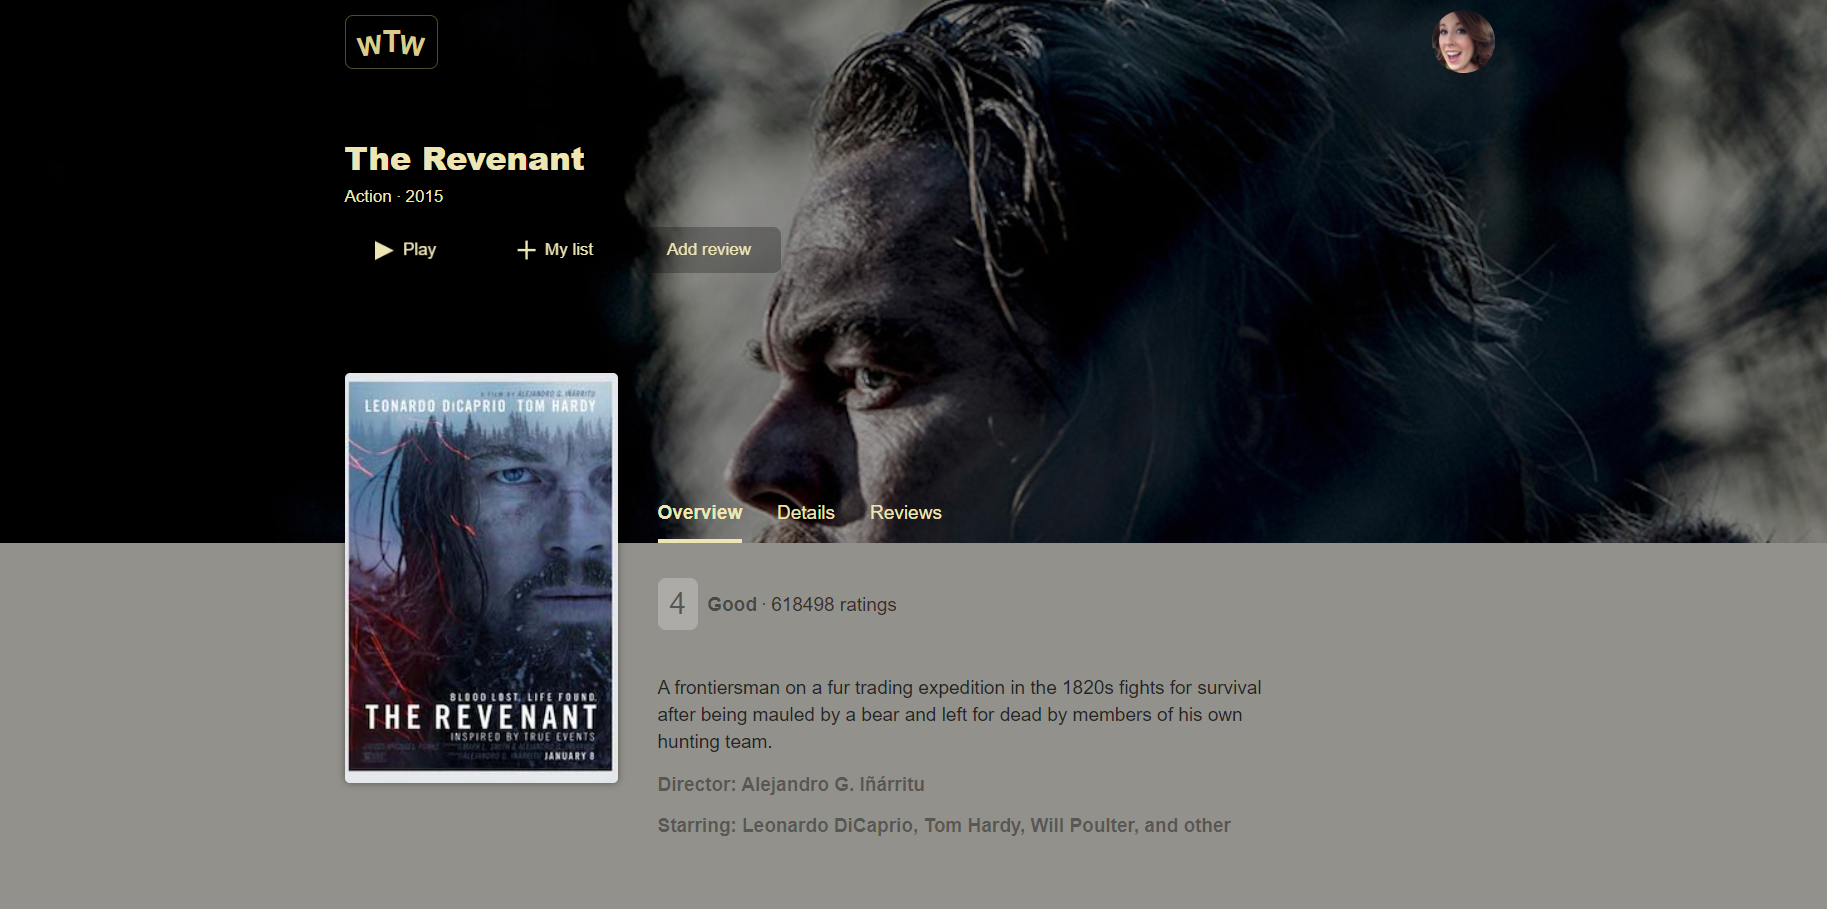 WTW
The Revenant
Action · 2015
Play
My list
Add review
A FILM BY ALEJANDRO G. IÑÁRRITU
LEONARDO DiCAPRIO TOM HARDY
BLOOD LOST. LIFE FOUND.
THE REVENANT
INSPIRED BY TRUE EVENTS
JANUARY 8
Overview
Details
Reviews
4
Good · 618498 ratings
A frontiersman on a fur trading expedition in the 1820s fights for survival
after being mauled by a bear and left for dead by members of his own
hunting team.
Director: Alejandro G. Iñárritu
Starring: Leonardo DiCaprio, Tom Hardy, Will Poulter, and other